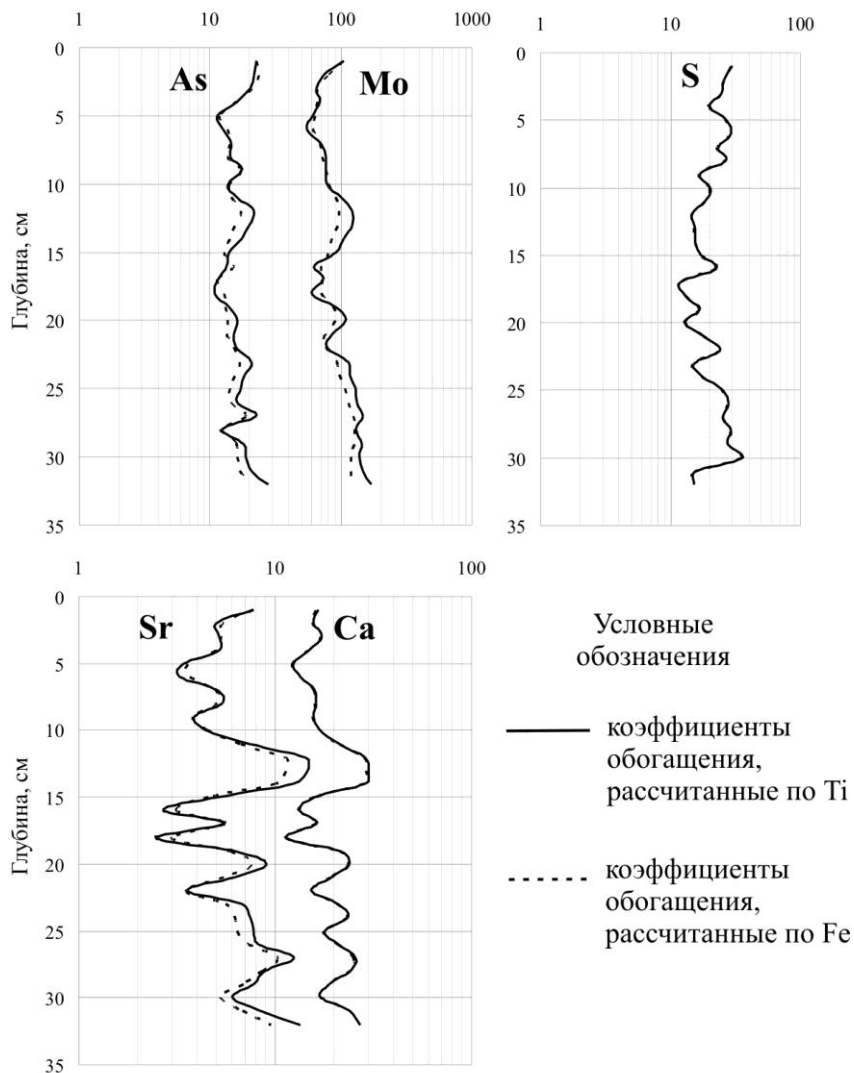 1 10 100 1000
0
5
10
15
20
25
30
35
Глубина, см
As
Mo
1 10 100
0
5
10
15
20
25
30
35
S
1 10 100
0
5
10
15
20
25
30
35
Глубина, см
Sr
Ca
Условные
обозначения
коэффициенты
обогащения,
рассчитанные по Ti
коэффициенты
обогащения,
рассчитанные по Fe